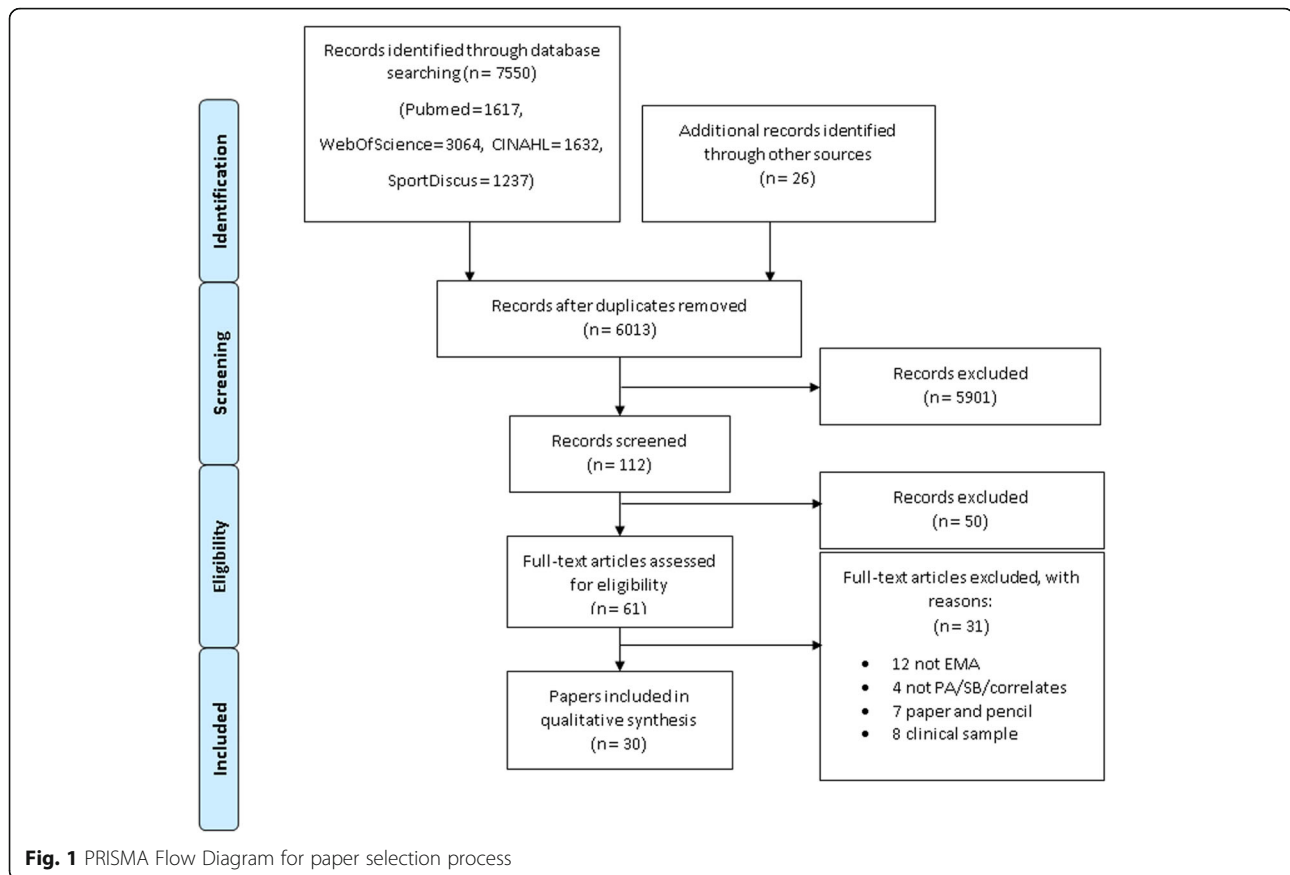 Records identified through database
searching (n= 7550)
(Pubmed=1617,
WebOfScience=3064, CINAHL=1632,
SportDiscus=1237)
Additional records identified
through other sources
(n= 26)
Identification
Records after duplicates removed
(n= 6013)
Screening
Records excluded
(n= 5901)
Records screened
(n= 112)
Records excluded
(n= 50)
Eligibility
Full-text articles assessed
for eligibility
(n= 61)
Full-text articles excluded, with
reasons:
(n= 31)
• 12 not EMA
• 4 not PA/SB/correlates
• 7 paper and pencil
• 8 clinical sample
Included
Papers included in
qualitative synthesis
(n= 30)
Fig. 1 PRISMA Flow Diagram for paper selection process